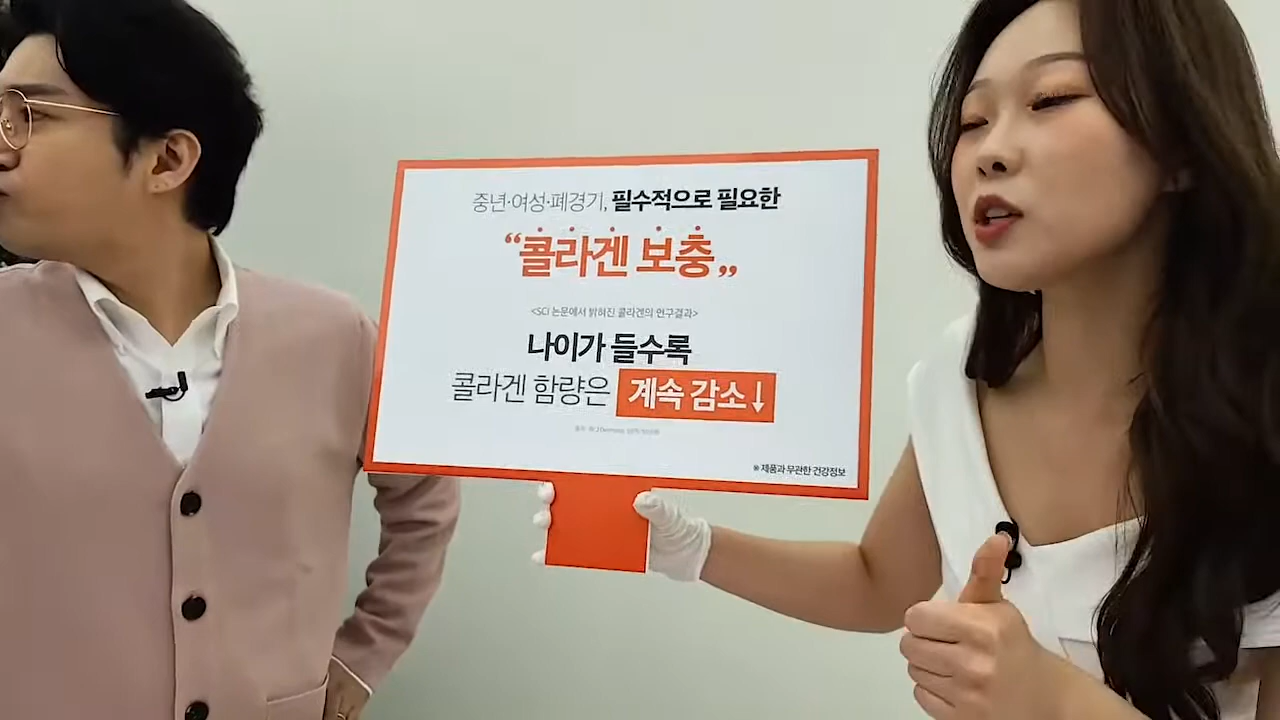 중년·여성·폐경기, 필수적으로 필요한
“콜라겐 보충„
<SCI 논문에서 밝혀진 콜라겐의 연구결과>
나이가 들수록
콜라겐 함량은 계속 감소↓
※ 제품과 무관한 건강정보